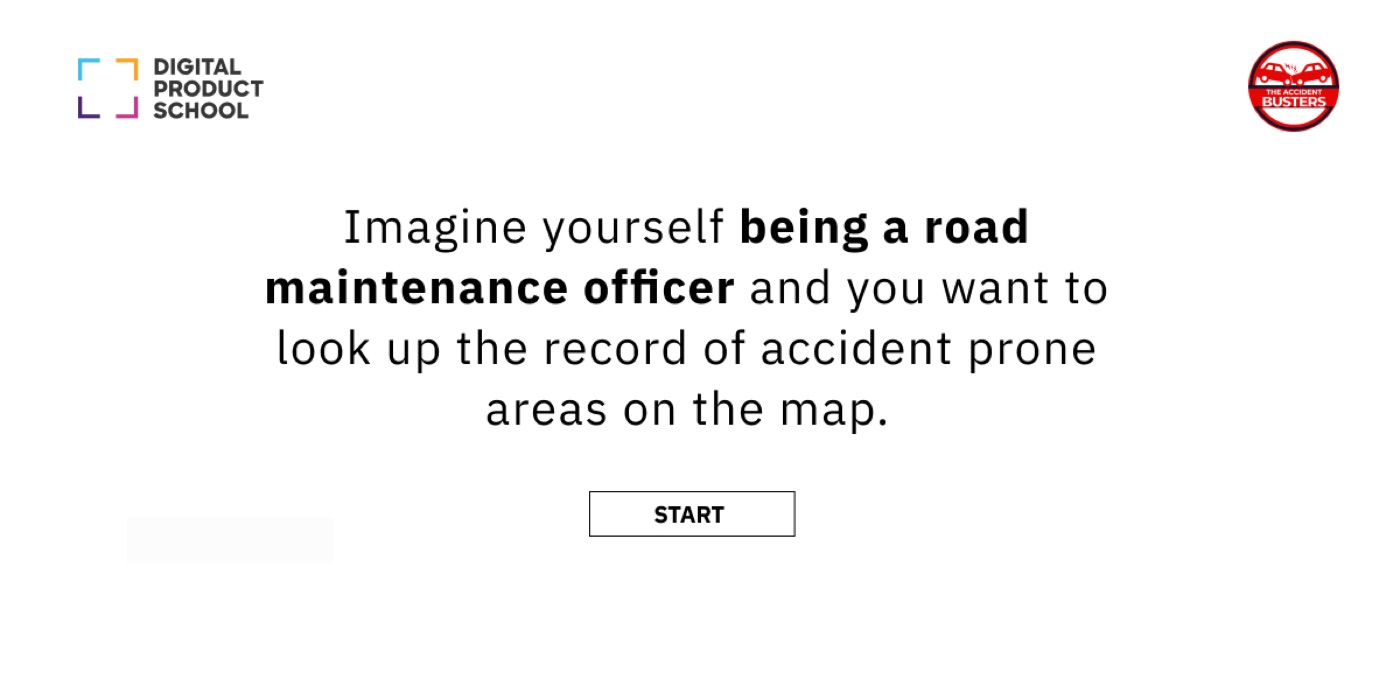 DIGITAL
PRODUCT
SCHOOL
THE ACCIDENT
BUSTERS
Imagine yourself being a road
maintenance officer and you want to
look up the record of accident prone
areas on the map.
START